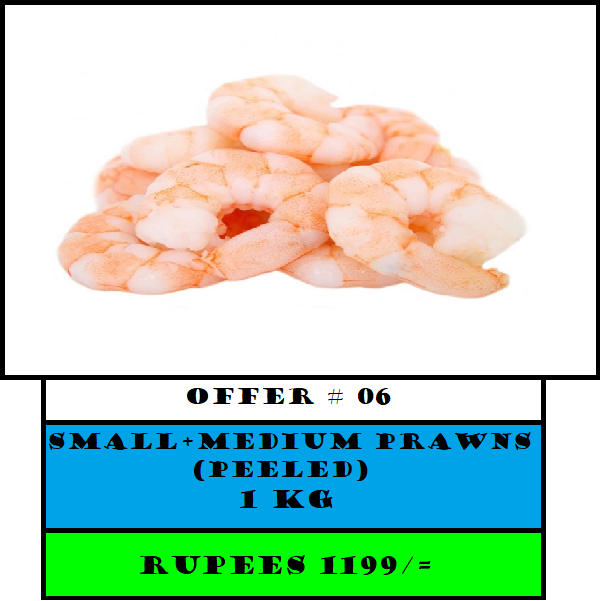 OFFER # 06
SMALL+MEDIUM PRAWNS
(PEELED)
1 KG
RUPEES 1199/=